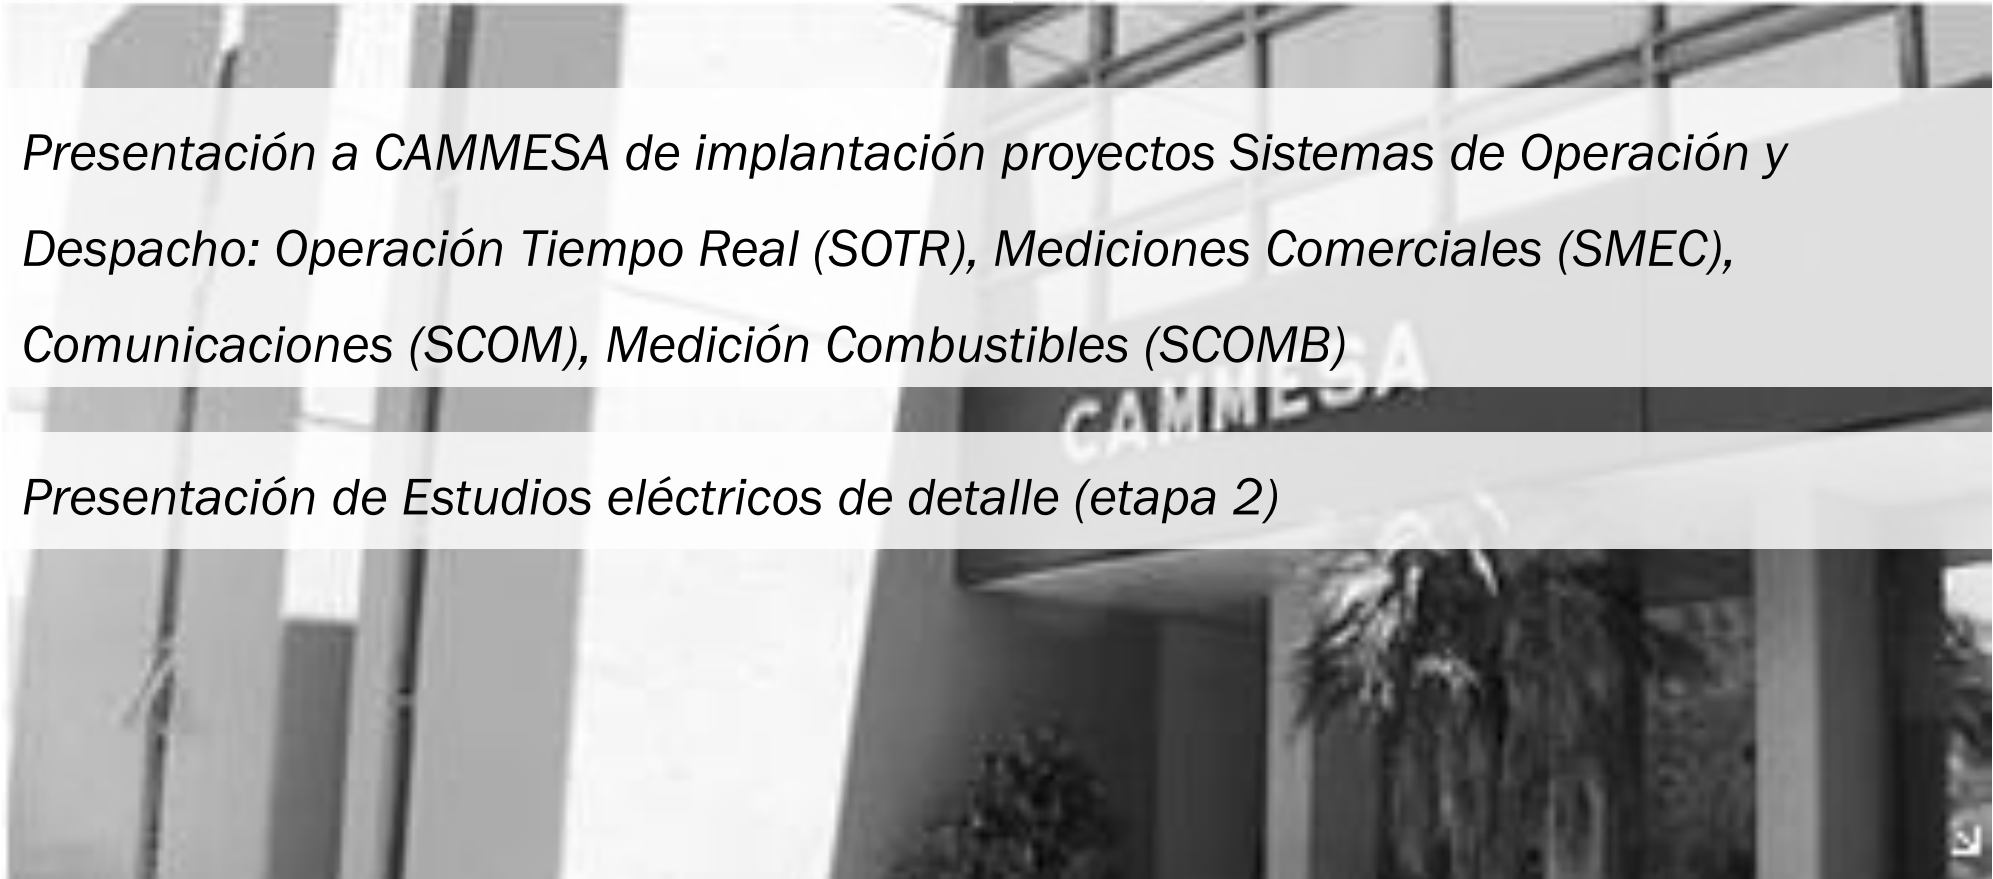 Presentación a CAMMESA de implantación proyectos Sistemas de Operación y
Despacho: Operación Tiempo Real (SOTR), Mediciones Comerciales (SMEC),
Comunicaciones (SCOM), Medición Combustibles (SCOMB)
CAMMESA
Presentación de Estudios eléctricos de detalle (etapa 2)